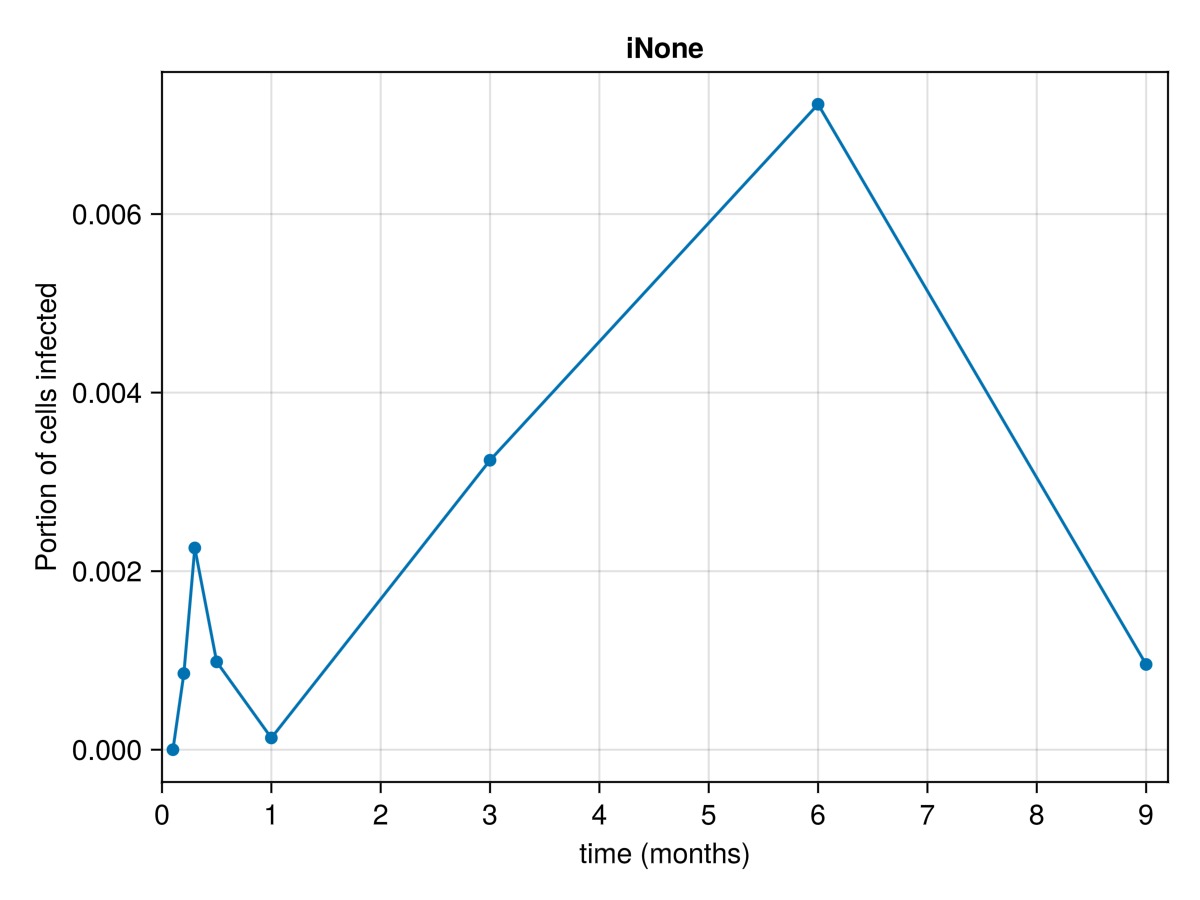 iNone
Portion of cells infected
0.006
0.004
0.002
0.000
0 1 2 3 4 5 6 7 8 9
time (months)